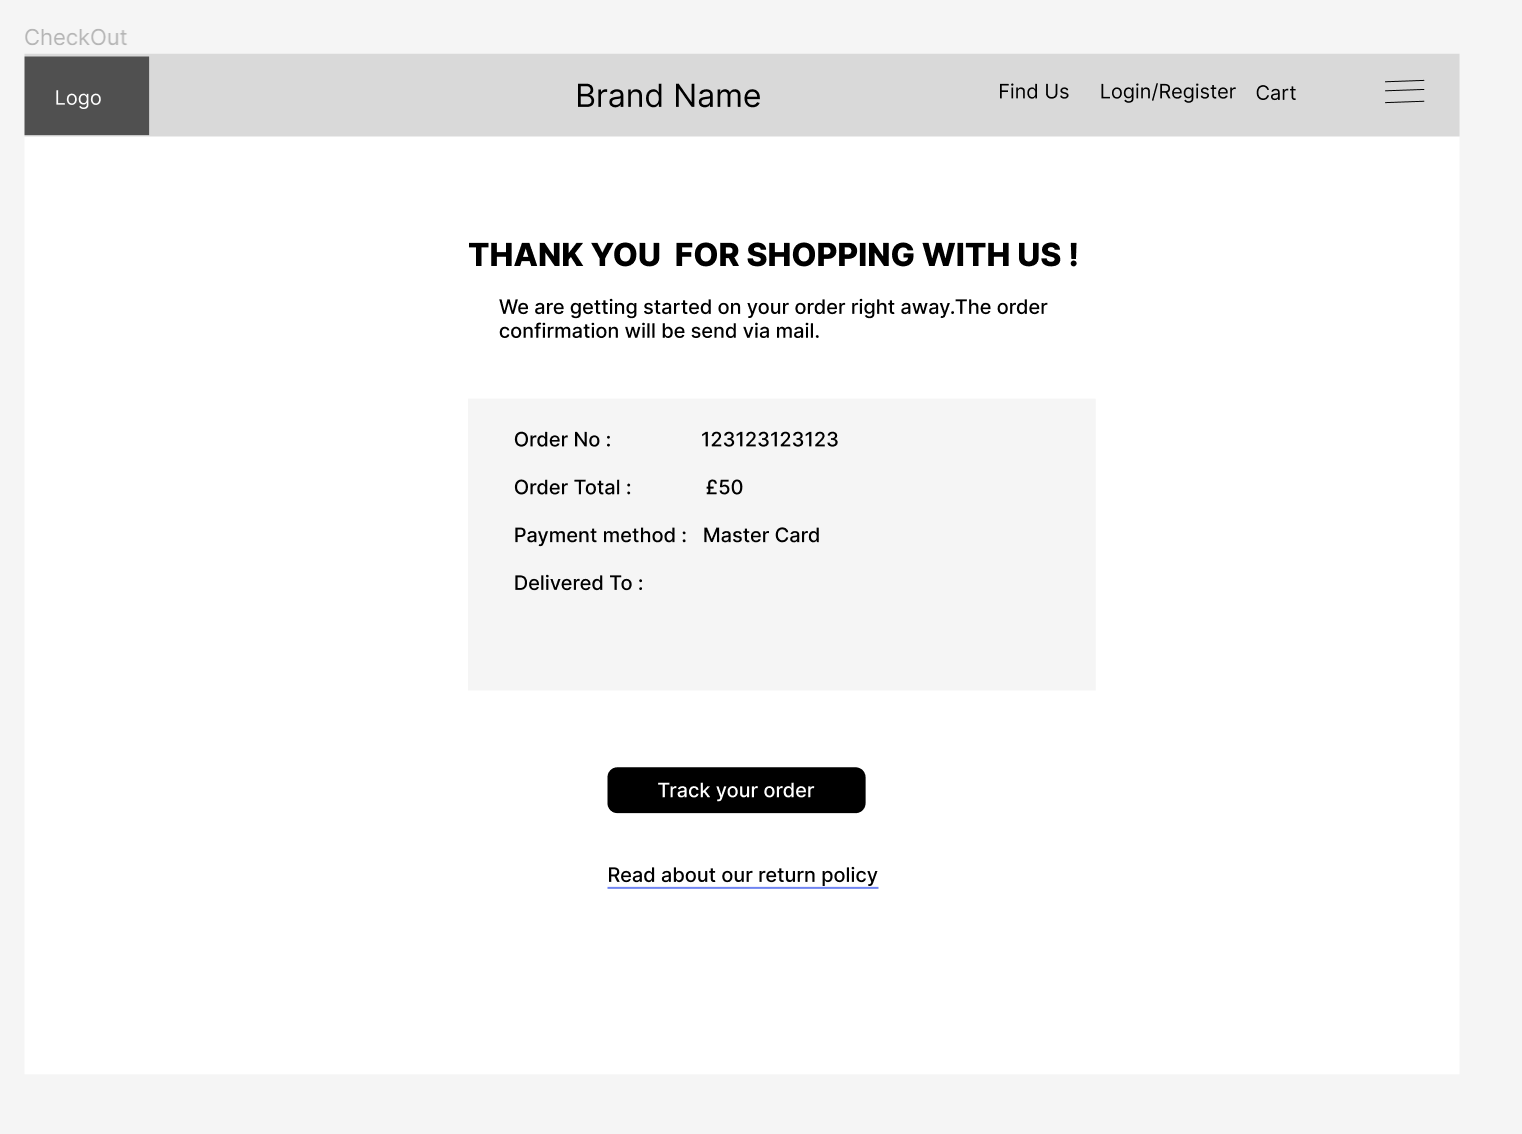 CheckOut
Logo
Brand Name
Find Us
Login/Register
Cart
THANK YOU  FOR SHOPPING WITH US !
We are getting started on your order right away.The order
confirmation will be send via mail.
Order No : 123123123123
Order Total : £50
Payment method : Master Card
Delivered To :
Track your order
Read about our return policy